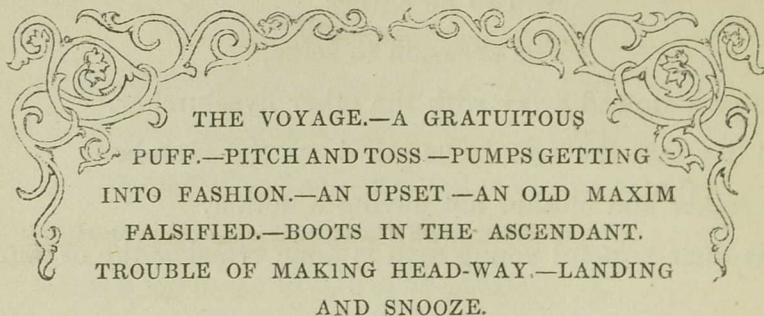 THE VOYAGE.—A GRATUITOUS
PUFF.—PITCH AND TOSS —PUMPS GETTING
INTO FASHION.—AN UPSET —AN OLD MAXIM
FALSIFIED.—BOOTS IN THE ASCENDANT.
TROUBLE OF MAK1NG HEAD-WAY.—LANDING
AND SNOOZE.